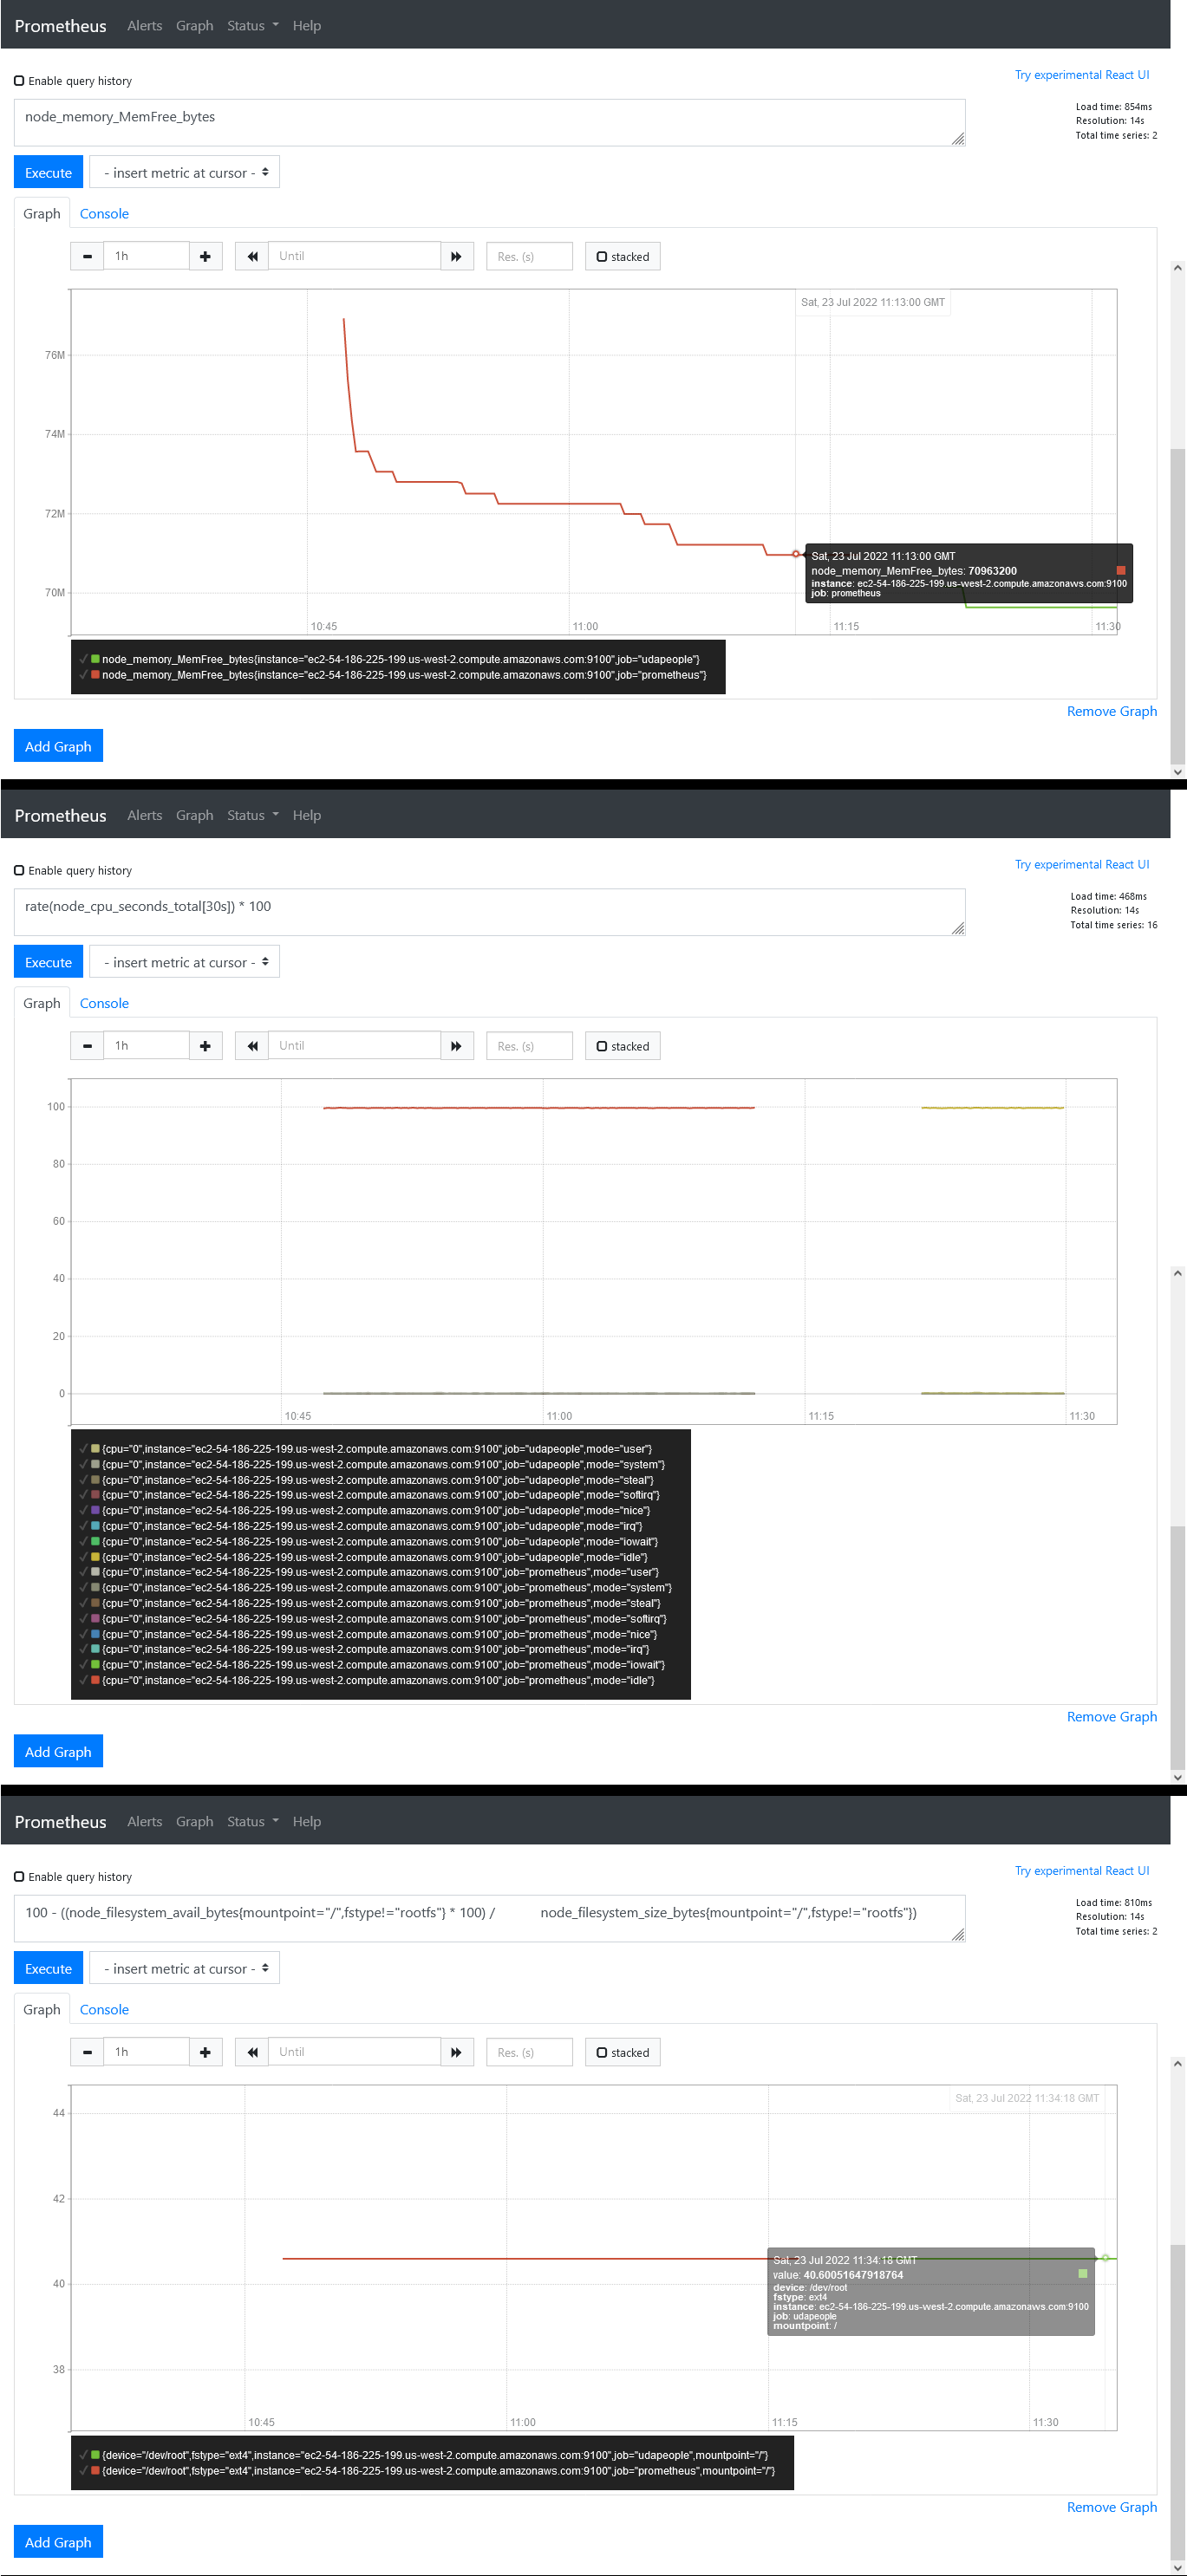 Prometheus Alerts Graph Status Help
Enable query history
Try experimental React UI
node_memory_MemFree_bytes
Load time: 854ms
Resolution: 14s
Total time series: 2
Execute - insert metric at cursor -
Graph Console
1h Until Res. (s) stacked
Sat, 23 Jul 2022 11:13:00 GMT
76M
74M
72M
70M
Sat, 23 Jul 2022 11:13:00 GMT
node_memory_MemFree_bytes: 70963200
instance: ec2-54-186-225-199.us-west-2.compute.amazonaws.com:9100
job: prometheus
10:45 11:00 11:15 11:30
node_memory_MemFree_bytes{instance="ec2-54-186-225-199.us-west-2.compute.amazonaws.com:9100",job="udapeople"}
node_memory_MemFree_bytes{instance="ec2-54-186-225-199.us-west-2.compute.amazonaws.com:9100",job="prometheus"}
Remove Graph
Add Graph
Prometheus Alerts Graph Status Help
Enable query history
Try experimental React UI
rate(node_cpu_seconds_total[30s]) * 100
Load time: 468ms
Resolution: 14s
Total time series: 16
Execute - insert metric at cursor -
Graph Console
1h Until Res. (s) stacked
100
80
60
40
20
0
10:45 11:00 11:15 11:30
{cpu="0",instance="ec2-54-186-225-199.us-west-2.compute.amazonaws.com:9100",job="udapeople",mode="user"}
{cpu="0",instance="ec2-54-186-225-199.us-west-2.compute.amazonaws.com:9100",job="udapeople",mode="system"}
{cpu="0",instance="ec2-54-186-225-199.us-west-2.compute.amazonaws.com:9100",job="udapeople",mode="steal"}
{cpu="0",instance="ec2-54-186-225-199.us-west-2.compute.amazonaws.com:9100",job="udapeople",mode="softirq"}
{cpu="0",instance="ec2-54-186-225-199.us-west-2.compute.amazonaws.com:9100",job="udapeople",mode="nice"}
{cpu="0",instance="ec2-54-186-225-199.us-west-2.compute.amazonaws.com:9100",job="udapeople",mode="irq"}
{cpu="0",instance="ec2-54-186-225-199.us-west-2.compute.amazonaws.com:9100",job="udapeople",mode="iowait"}
{cpu="0",instance="ec2-54-186-225-199.us-west-2.compute.amazonaws.com:9100",job="udapeople",mode="idle"}
{cpu="0",instance="ec2-54-186-225-199.us-west-2.compute.amazonaws.com:9100",job="prometheus",mode="user"}
{cpu="0",instance="ec2-54-186-225-199.us-west-2.compute.amazonaws.com:9100",job="prometheus",mode="system"}
{cpu="0",instance="ec2-54-186-225-199.us-west-2.compute.amazonaws.com:9100",job="prometheus",mode="steal"}
{cpu="0",instance="ec2-54-186-225-199.us-west-2.compute.amazonaws.com:9100",job="prometheus",mode="softirq"}
{cpu="0",instance="ec2-54-186-225-199.us-west-2.compute.amazonaws.com:9100",job="prometheus",mode="nice"}
{cpu="0",instance="ec2-54-186-225-199.us-west-2.compute.amazonaws.com:9100",job="prometheus",mode="irq"}
{cpu="0",instance="ec2-54-186-225-199.us-west-2.compute.amazonaws.com:9100",job="prometheus",mode="iowait"}
{cpu="0",instance="ec2-54-186-225-199.us-west-2.compute.amazonaws.com:9100",job="prometheus",mode="idle"}
Remove Graph
Add Graph
Prometheus Alerts Graph Status Help
Enable query history
Try experimental React UI
100 - ((node_filesystem_avail_bytes{mountpoint="/",fstype!="rootfs"} * 100) / node_filesystem_size_bytes{mountpoint="/",fstype!="rootfs"})
Load time: 810ms
Resolution: 14s
Total time series: 2
Execute - insert metric at cursor -
Graph Console
1h Until Res. (s) stacked
Sat, 23 Jul 2022 11:34:18 GMT
44
42
40
38
Sat, 23 Jul 2022 11:34:18 GMT
value: 40.60051647918764
device: /dev/root
fstype: ext4
instance: ec2-54-186-225-199.us-west-2.compute.amazonaws.com:9100
job: udapeople
mountpoint: /
10:45 11:00 11:15 11:30
{device="/dev/root",fstype="ext4",instance="ec2-54-186-225-199.us-west-2.compute.amazonaws.com:9100",job="udapeople",mountpoint="/"}
{device="/dev/root",fstype="ext4",instance="ec2-54-186-225-199.us-west-2.compute.amazonaws.com:9100",job="prometheus",mountpoint="/"}
Remove Graph
Add Graph